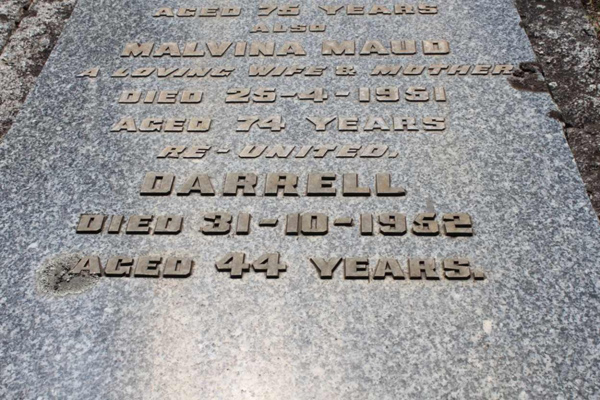 AGED 75 YEARS
ALSO
MALVINA MAUD
A LOVING WIFE & MOTHER
DIED 25-4-1951
AGED 74 YEARS
RE-UNITED.
DARRELL
DIED 31-10-1952
AGED 44 YEARS.